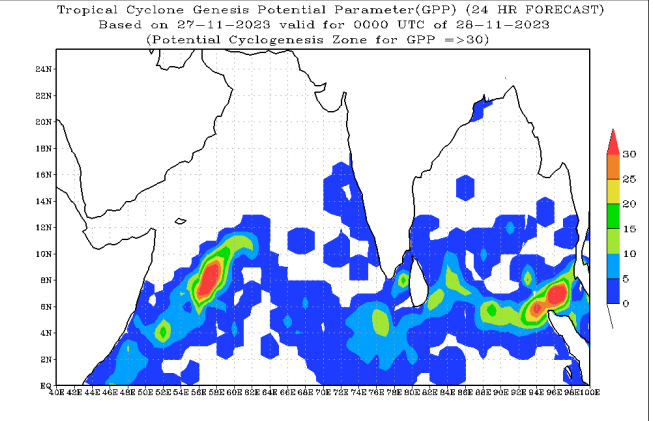 Tropical Cyclone Genesis Potential Parameter(GPP) (24 HR FORECAST)
Based on 27-11-2023 valid for 0000 UTC of 28-11-2023
(Potential Cyclogenesis Zone for GPP =>30)
24N
22N
20N
18N
16N
14N
12N
10N
8N
6N
4N
2N
EQ
40E 42E 44E 46E 48E 50E 52E 54E 56E 58E 60E 62E 64E 66E 68E 70E 72E 74E 76E 78E 80E 82E 84E 86E 88E 90E 92E 94E 96E 98E 100E
30
25
20
15
10
5
0